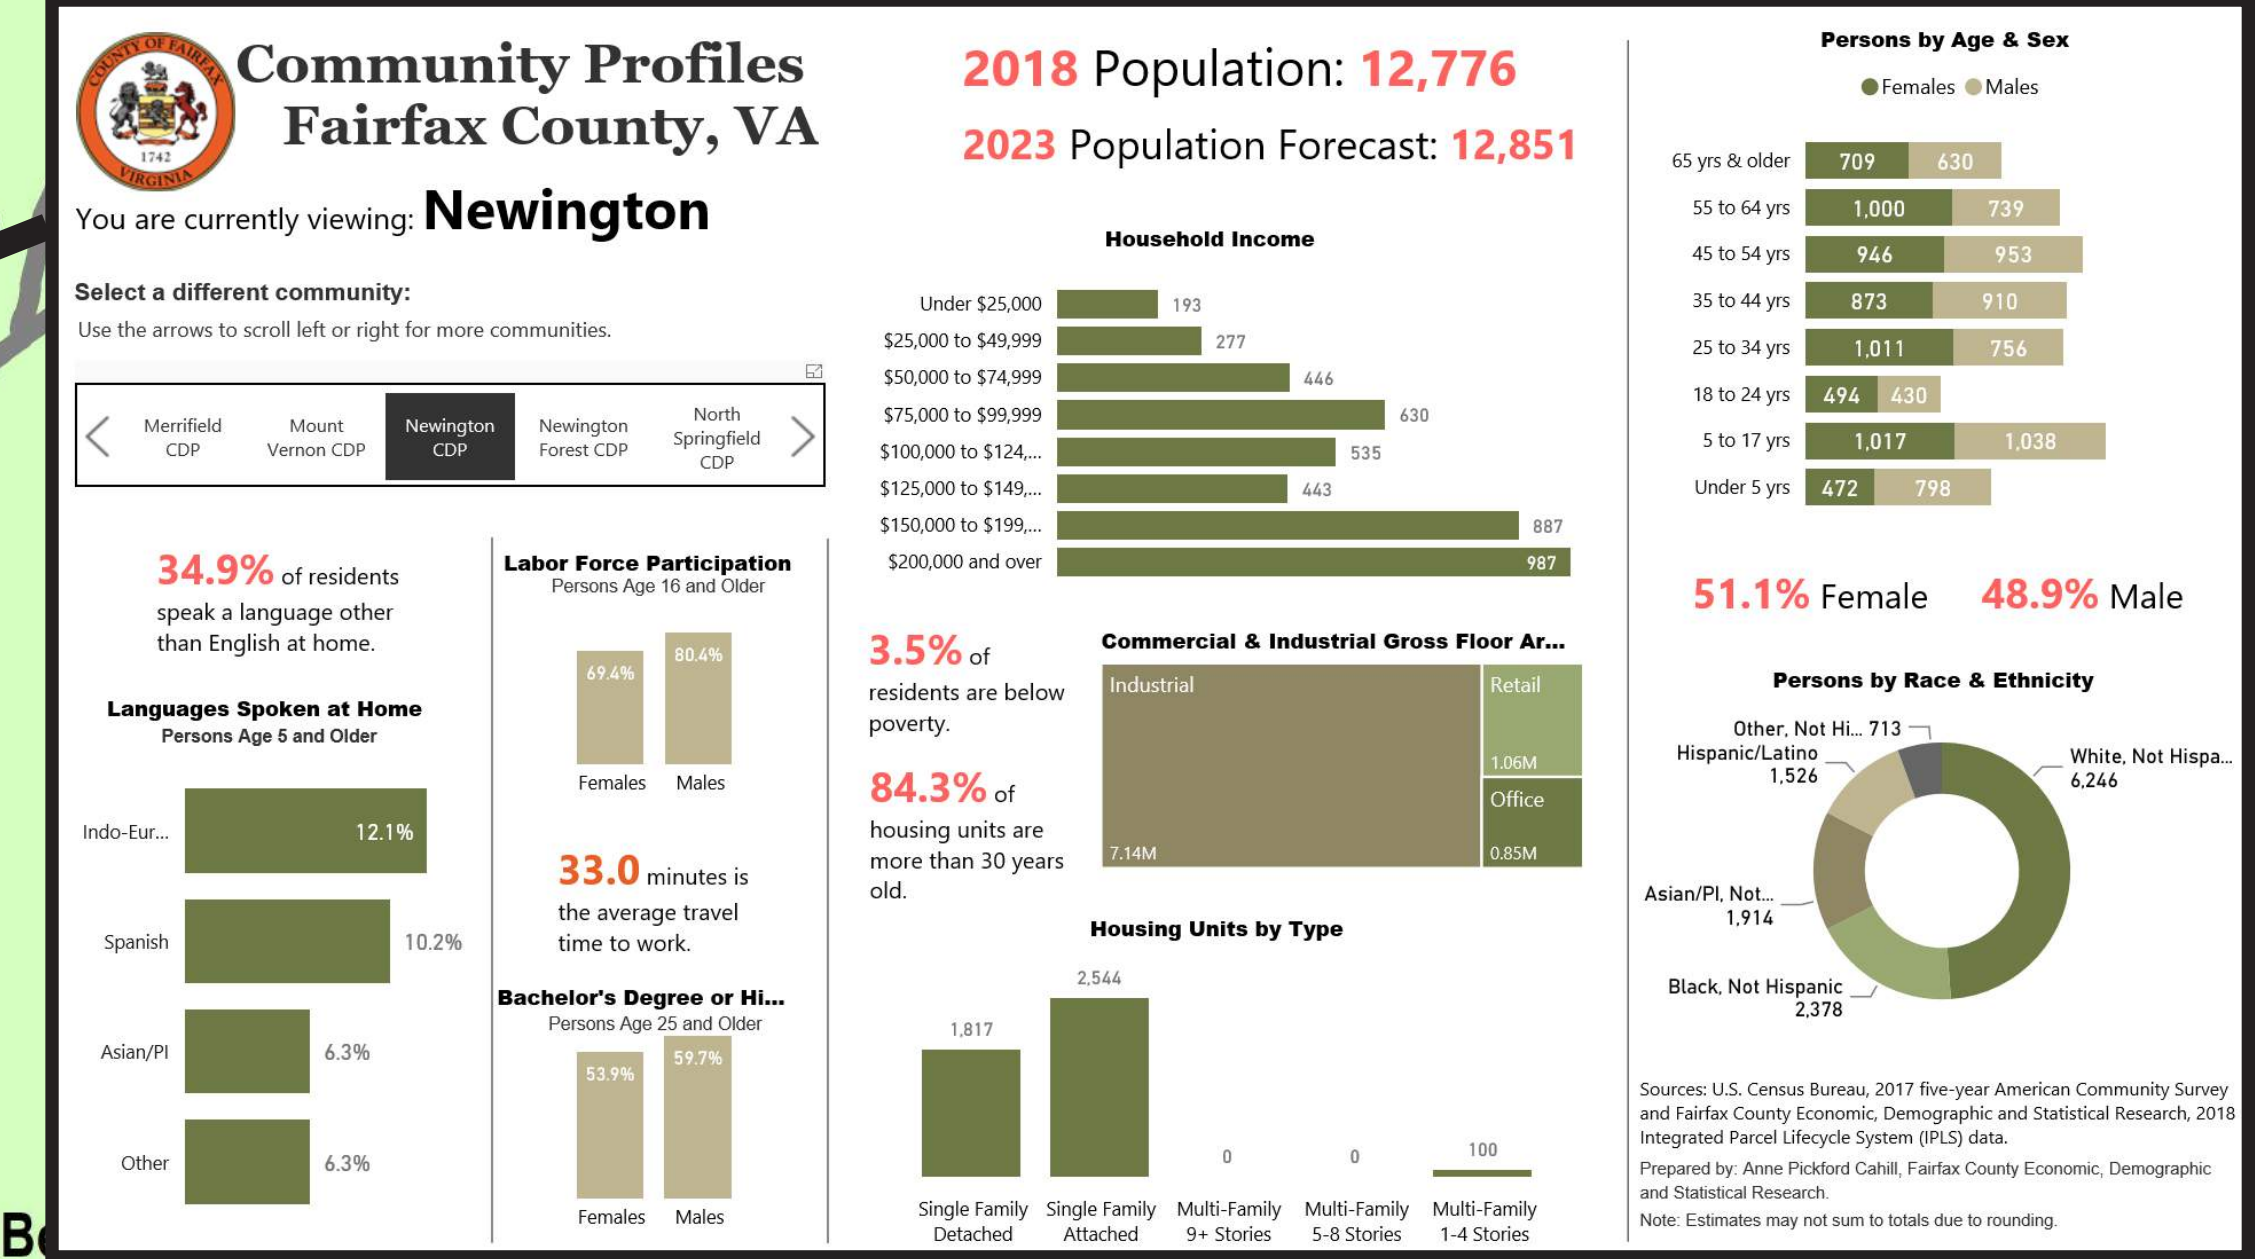 COUNTY OF FAIRFAX
1742
VIRGINIA
Community Profiles
Fairfax County, VA
You are currently viewing: Newington
Select a different community:
Use the arrows to scroll left or right for more communities.
Merrifield
CDP
Mount
Vernon CDP
Newington
CDP
Newington
Forest CDP
North
Springfield
CDP
34.9% of residents
speak a language other
than English at home.
Languages Spoken at Home
Persons Age 5 and Older
Indo-Eur... 12.1%
Spanish 10.2%
Asian/PI 6.3%
Other 6.3%
Labor Force Participation
Persons Age 16 and Older
69.4% 80.4%
Females Males
33.0 minutes is
the average travel
time to work.
Bachelor's Degree or Hi...
Persons Age 25 and Older
53.9% 59.7%
Females Males
2018 Population: 12,776
2023 Population Forecast: 12,851
Household Income
Under $25,000 193
$25,000 to $49,999 277
$50,000 to $74,999 446
$75,000 to $99,999 630
$100,000 to $124,... 535
$125,000 to $149,... 443
$150,000 to $199,... 887
$200,000 and over 987
3.5% of
residents are below
poverty.
84.3% of
housing units are
more than 30 years
old.
Commercial & Industrial Gross Floor Ar...
Industrial
7.14M
Retail
1.06M
Office
0.85M
Housing Units by Type
1,817 2,544 0 0 100
Single Family
Detached
Single Family
Attached
Multi-Family
9+ Stories
Multi-Family
5-8 Stories
Multi-Family
1-4 Stories
Persons by Age & Sex
Females Males
65 yrs & older 709 630
55 to 64 yrs 1,000 739
45 to 54 yrs 946 953
35 to 44 yrs 873 910
25 to 34 yrs 1,011 756
18 to 24 yrs 494 430
5 to 17 yrs 1,017 1,038
Under 5 yrs 472 798
51.1% Female 48.9% Male
Persons by Race & Ethnicity
Other, Not Hi... 713
Hispanic/Latino
1,526
White, Not Hispa...
6,246
Asian/PI, Not...
1,914
Black, Not Hispanic
2,378
Sources: U.S. Census Bureau, 2017 five-year American Community Survey
and Fairfax County Economic, Demographic and Statistical Research, 2018
Integrated Parcel Lifecycle System (IPLS) data.
Prepared by: Anne Pickford Cahill, Fairfax County Economic, Demographic
and Statistical Research.
Note: Estimates may not sum to totals due to rounding.